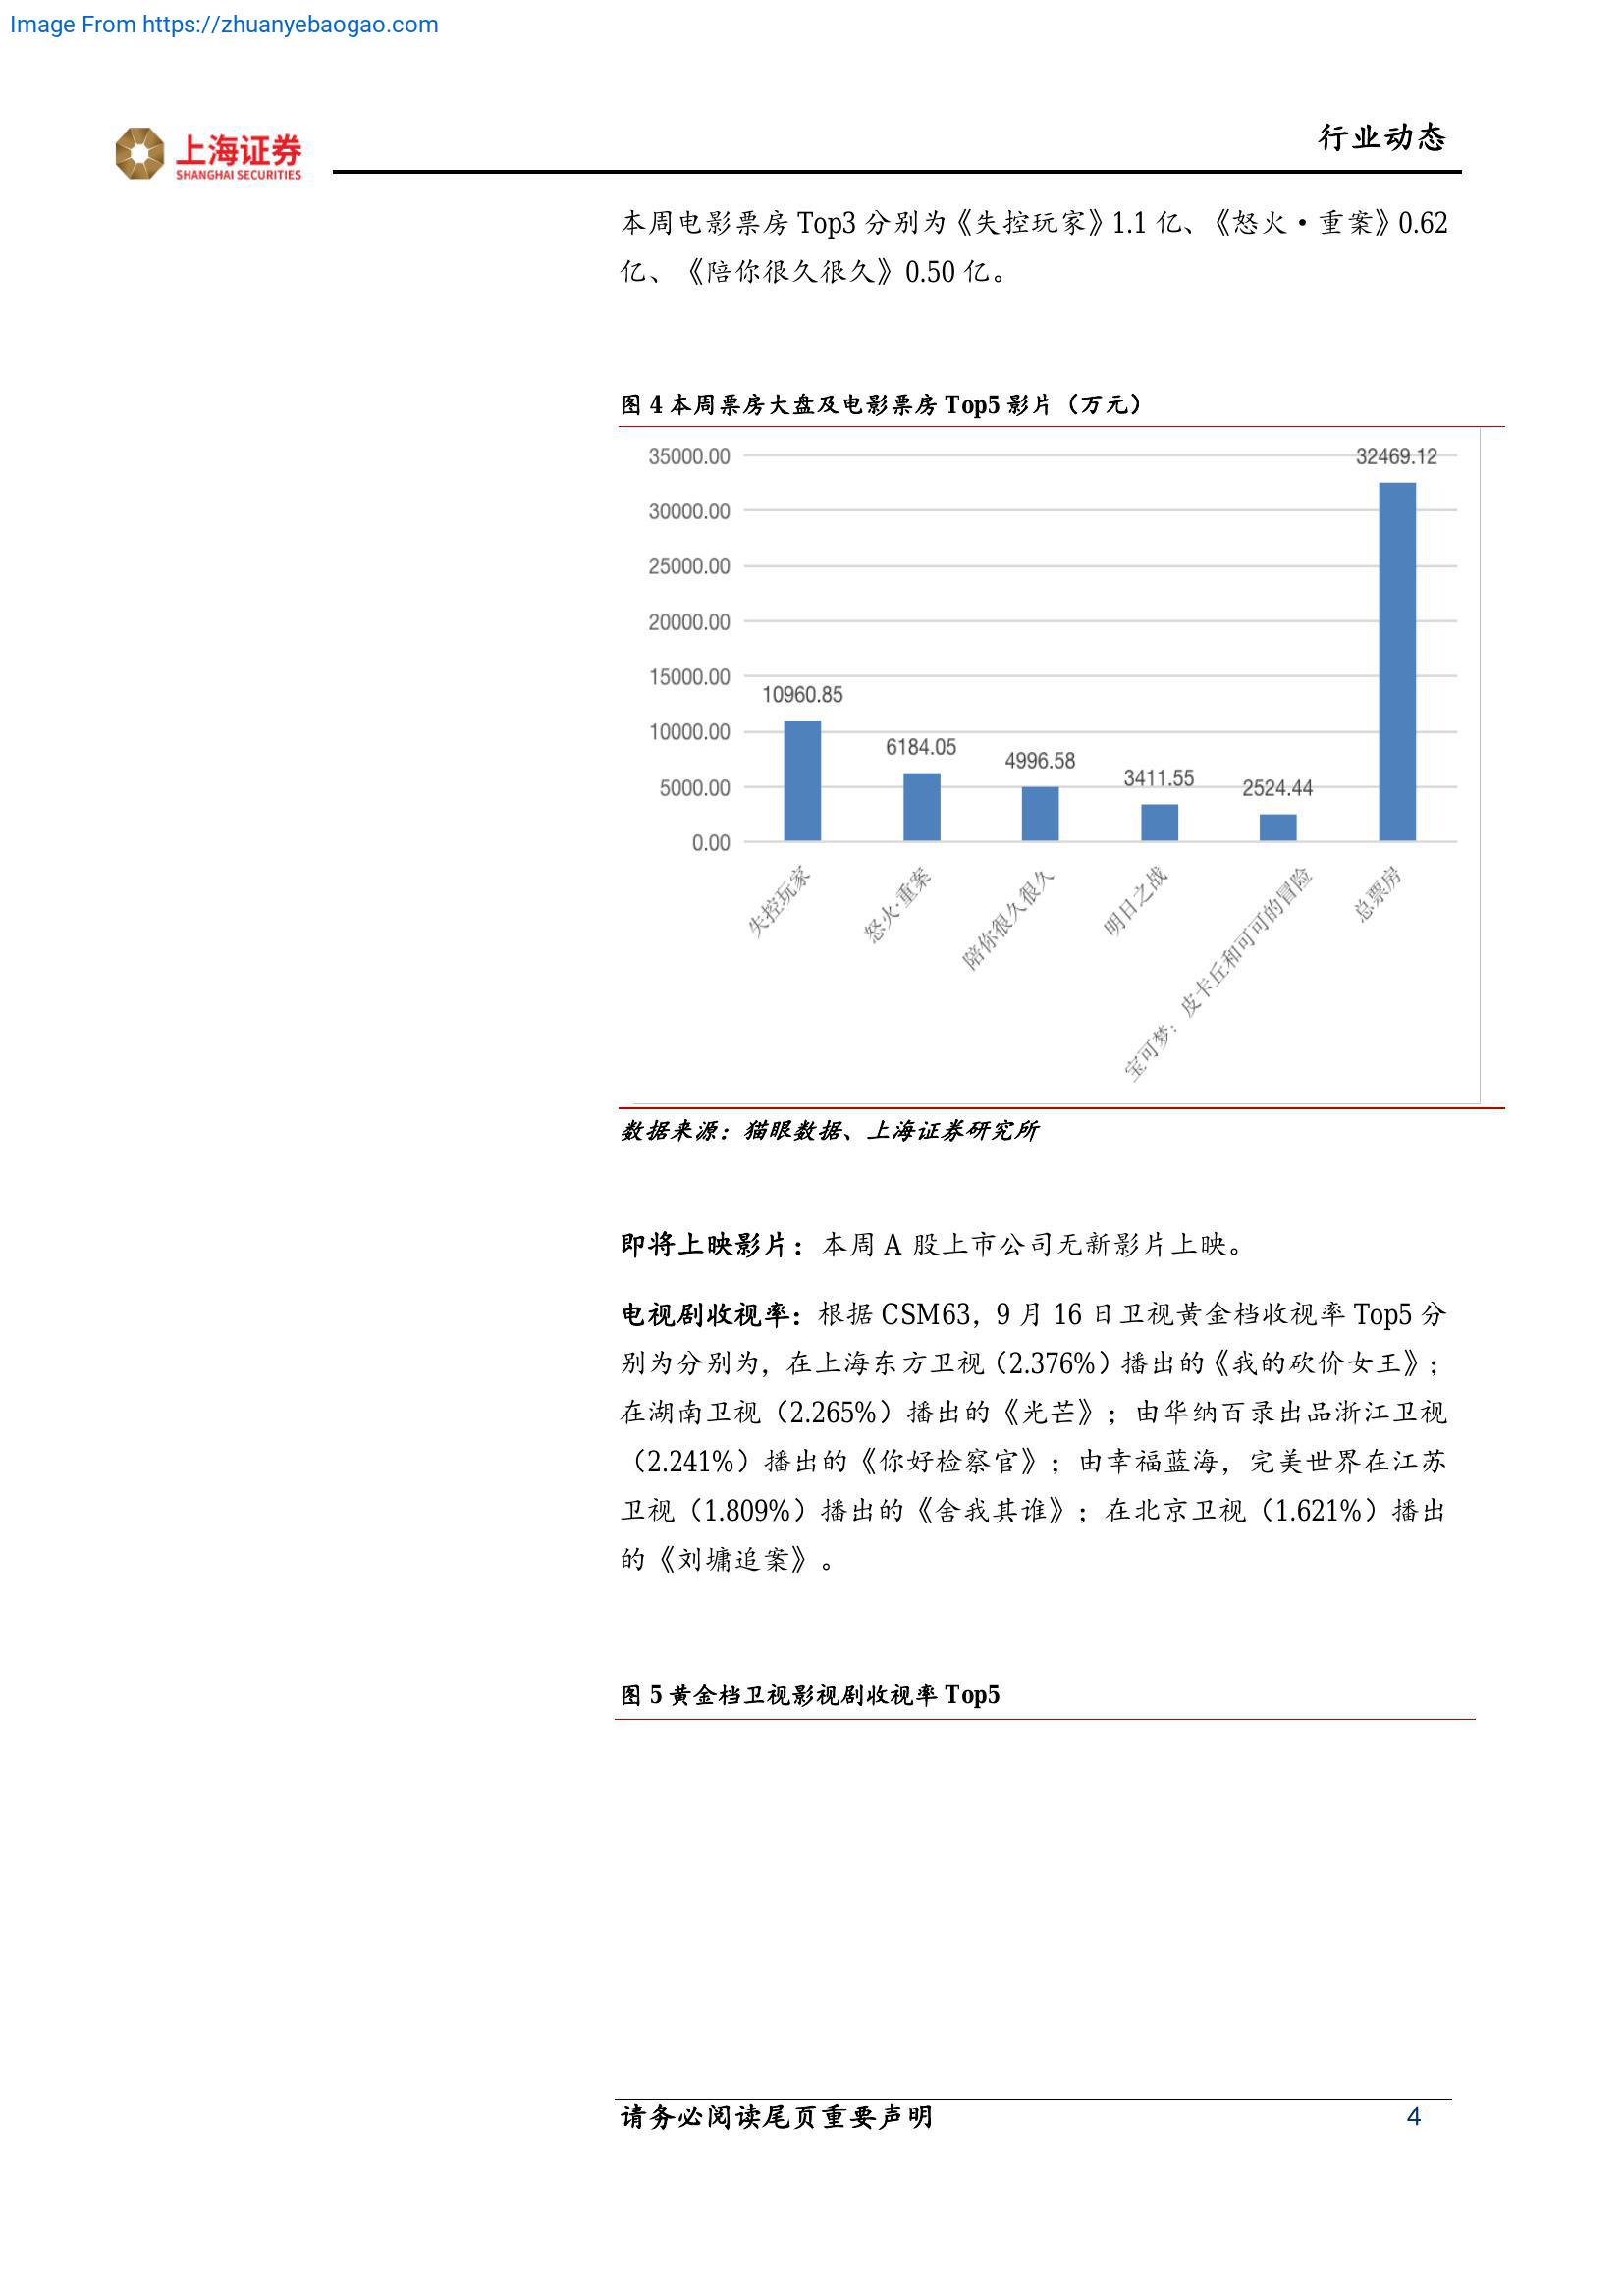 Image From https://zhuanyebaogao.com
上海证券
SHANGHAI SECURITIES
行业动态
本周电影票房 Top3 分别为《失控玩家》1.1 亿、《怒火·重案》0.62
亿、《陪你很久很久》0.50 亿。
图 4 本周票房大盘及电影票房 Top5 影片（万元）
35000.00
30000.00
25000.00
20000.00
15000.00
10000.00
5000.00
0.00
10960.85
6184.05
4996.58
3411.55
2524.44
32469.12
失控玩家
怒火·重案
陪你很久很久
明日之战
宝可梦：皮卡丘和可可的冒险
总票房
数据来源：猫眼数据、上海证券研究所
即将上映影片：本周 A 股上市公司无新影片上映。
电视剧收视率：根据 CSM63，9 月 16 日卫视黄金档收视率 Top5 分
别为分别为，在上海东方卫视（2.376%）播出的《我的砍价女王》；
在湖南卫视（2.265%）播出的《光芒》；由华纳百录出品浙江卫视
（2.241%）播出的《你好检察官》；由幸福蓝海，完美世界在江苏
卫视（1.809%）播出的《舍我其谁》；在北京卫视（1.621%）播出
的《刘墉追案》。
图 5 黄金档卫视影视剧收视率 Top5
请务必阅读尾页重要声明
4